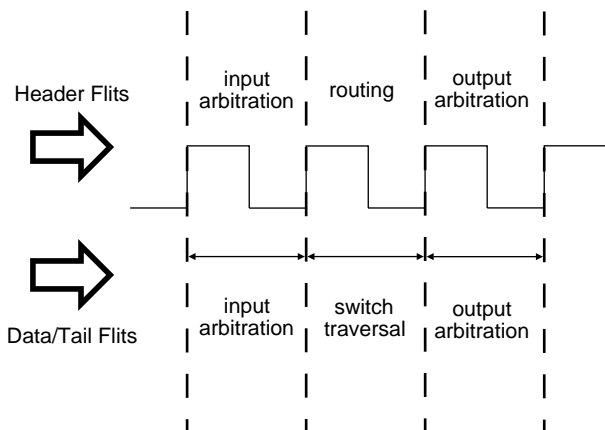 Header Flits
input
arbitration
routing
output
arbitration
Data/Tail Flits
input
arbitration
switch
traversal
output
arbitration